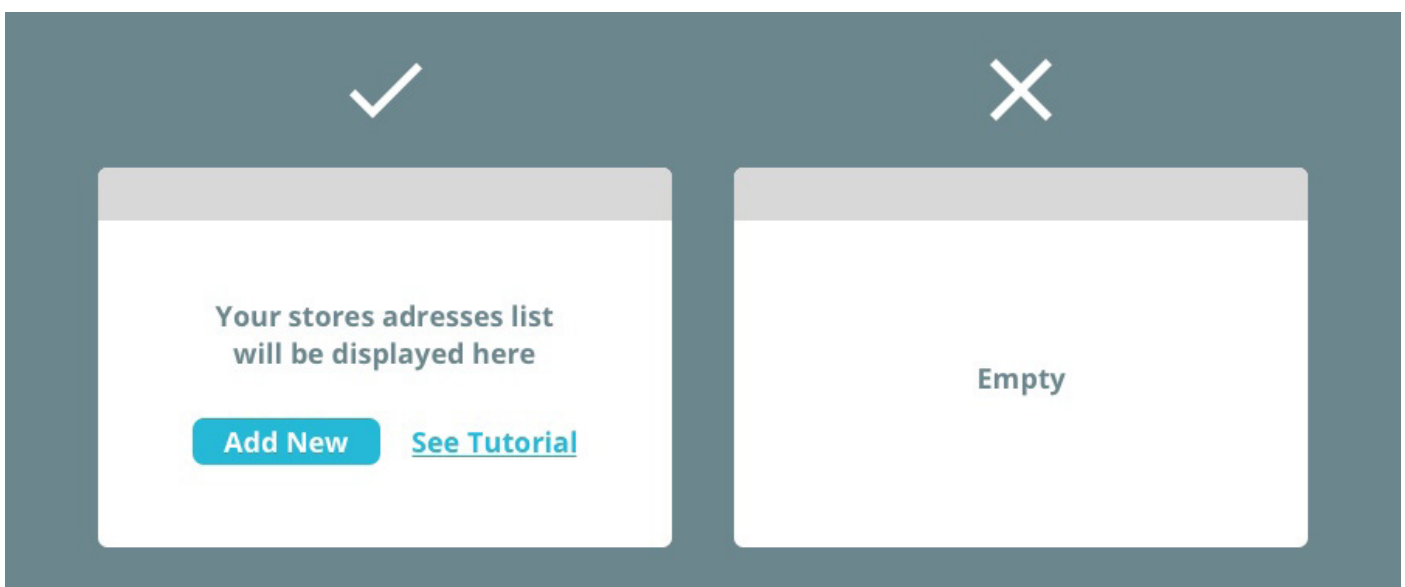 Your stores adresses list
will be displayed here
Add New
See Tutorial
Empty